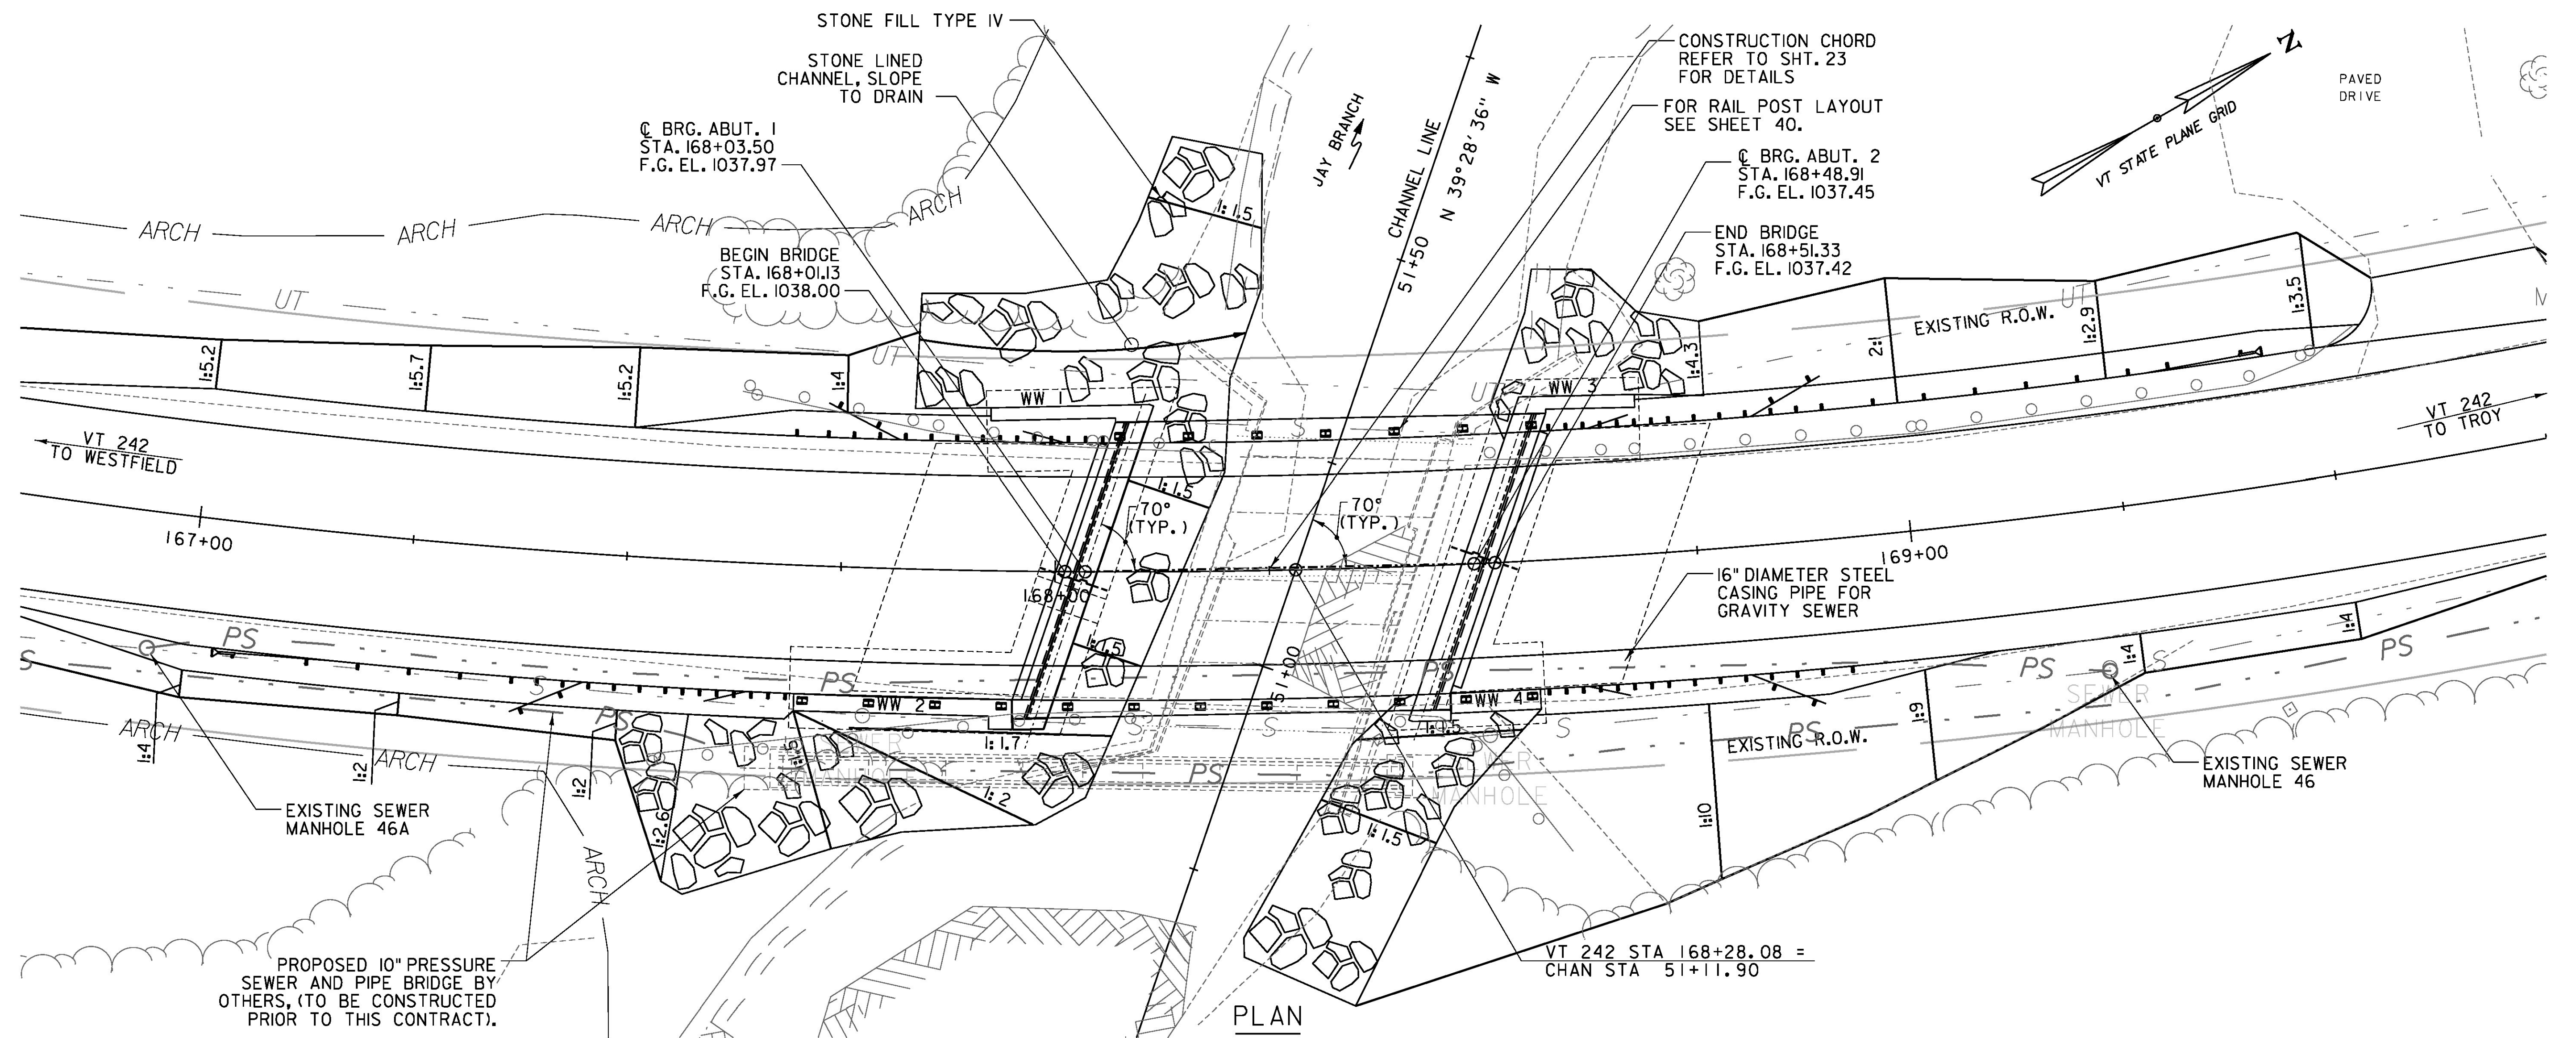 STONE FILL TYPE IV
STONE LINED
CHANNEL, SLOPE
TO DRAIN
℄ BRG. ABUT. 1
STA. 168+03.50
F.G. EL. 1037.97
BEGIN BRIDGE
STA. 168+01.13
F.G. EL. 1038.00
JAY BRANCH
CHANNEL LINE
N 39°28'36" W
51+50
CONSTRUCTION CHORD
REFER TO SHT. 23
FOR DETAILS
FOR RAIL POST LAYOUT
SEE SHEET 40.
℄ BRG. ABUT. 2
STA. 168+48.91
F.G. EL. 1037.45
END BRIDGE
STA. 168+51.33
F.G. EL. 1037.42
N
VT STATE PLANE GRID
PAVED
DRIVE
ARCH
ARCH
ARCH
ARCH
UT
UT
UT
UT
M
1:5.2
1:5.7
1:5.2
1:4
1:1.5
WW 1
WW 3
1:4.3
2:1
EXISTING R.O.W.
1:2.9
1:3.5
S
VT 242
TO WESTFIELD
VT 242
TO TROY
1:1.5
70°
(TYP.)
70°
(TYP.)
167+00
168+00
169+00
16" DIAMETER STEEL
CASING PIPE FOR
GRAVITY SEWER
1:1.5
51+00
PS
S
S
PS
PS
PS
S
PS
1:4
1:4
WW 2
WW 4
PS
S
S
S
1:1.7
1:1.5
1:1.5
SEWER
MANHOLE
SEWER
MANHOLE
SEWER
MANHOLE
PS
PS
EXISTING R.O.W.
1:9
1:10
ARCH
ARCH
ARCH
1:4
1:2
1:2
1:2.6
1:2
1:1.5
EXISTING SEWER
MANHOLE 46A
EXISTING SEWER
MANHOLE 46
PROPOSED 10" PRESSURE
SEWER AND PIPE BRIDGE BY
OTHERS, (TO BE CONSTRUCTED
PRIOR TO THIS CONTRACT).
VT 242 STA 168+28.08 =
CHAN STA 51+11.90
PLAN